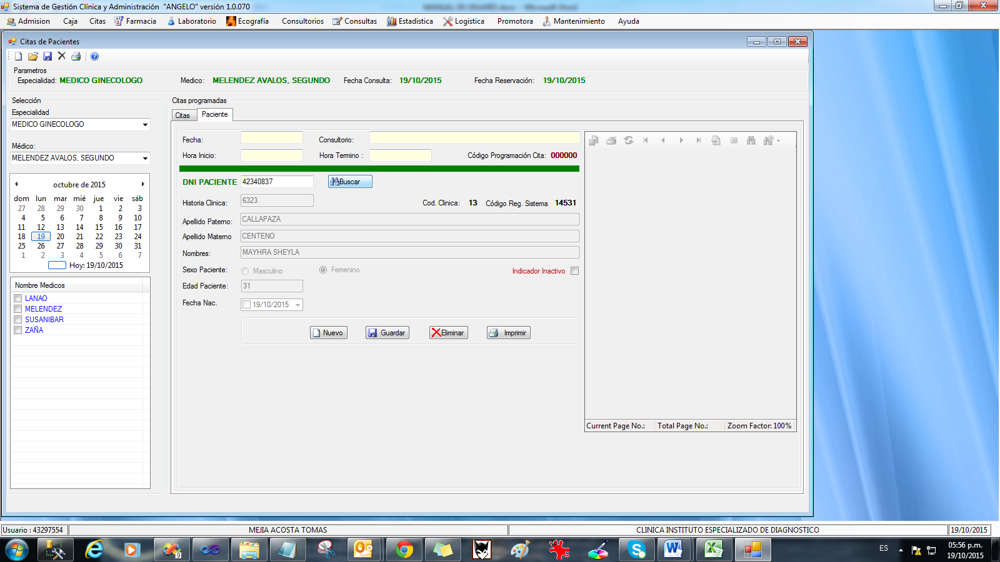 Sistema de Gestión Clínica y Administración "ANGELO" versión 1.0.070
Admision Caja Citas Farmacia Laboratorio Ecografía Consultorios Consultas Estadistica Logistica Promotora Mantenimiento Ayuda
Citas de Pacientes
Parametros
Especialidad: MEDICO GINECOLOGO Medico: MELENDEZ AVALOS, SEGUNDO Fecha Consulta: 19/10/2015 Fecha Reservación: 19/10/2015
Selección
Especialidad
MEDICO GINECOLOGO
Médico:
MELENDEZ AVALOS, SEGUNDO
octubre de 2015
dom lun mar mié jue vie sáb
27 28 29 30 1 2 3
4 5 6 7 8 9 10
11 12 13 14 15 16 17
18 19 20 21 22 23 24
25 26 27 28 29 30 31
1 2 3 4 5 6 7
Hoy: 19/10/2015
Nombre Medicos
LANAO
MELENDEZ
SUSANIBAR
ZAÑA
Citas programadas
Citas Paciente
Fecha: Consultorio:
Hora Inicio: Hora Termino : Código Programación Cita: 000000
DNI PACIENTE 42340837 Buscar
Historia Clinica: 6323 Cod. Clinica: 13 Código Reg. Sistema 14531
Apellido Paterno: CALLAPAZA
Apellido Materno CENTENO
Nombres: MAYHRA SHEYLA
Sexo Paciente: Masculino Femenino Indicador Inactivo
Edad Paciente: 31
Fecha Nac. 19/10/2015
Nuevo Guardar Eliminar Imprimir
Current Page No.: Total Page No.: Zoom Factor: 100%
Usuario : 43297554 MEJIA ACOSTA TOMAS CLINICA INSTITUTO ESPECIALIZADO DE DIAGNOSTICO 19/10/2015
9
ES 05:56 p.m.
19/10/2015